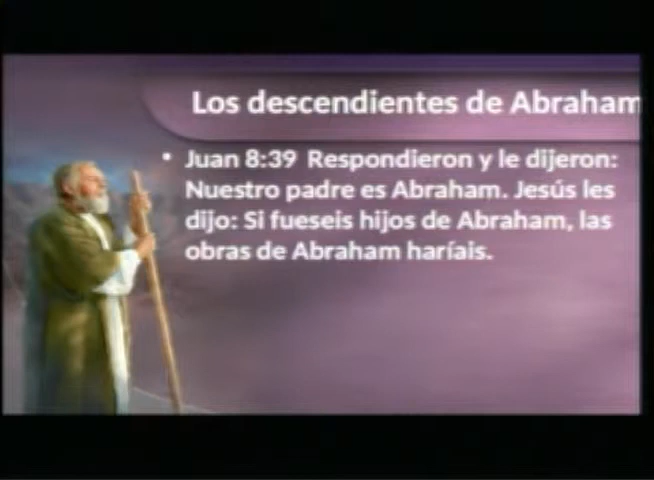 Los descendientes de Abraham
• Juan 8:39 Respondieron y le dijeron:
Nuestro padre es Abraham. Jesús les
dijo: Si fueseis hijos de Abraham, las
obras de Abraham haríais.